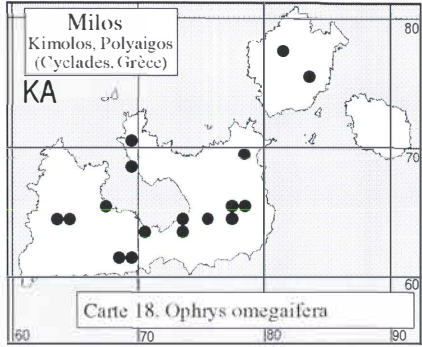 Milos
Kimolos, Polyaigos
(Cyclades, Grèce)
KA
80
70
60
Carte 18. Ophrys omegaifera
60
70
80
90